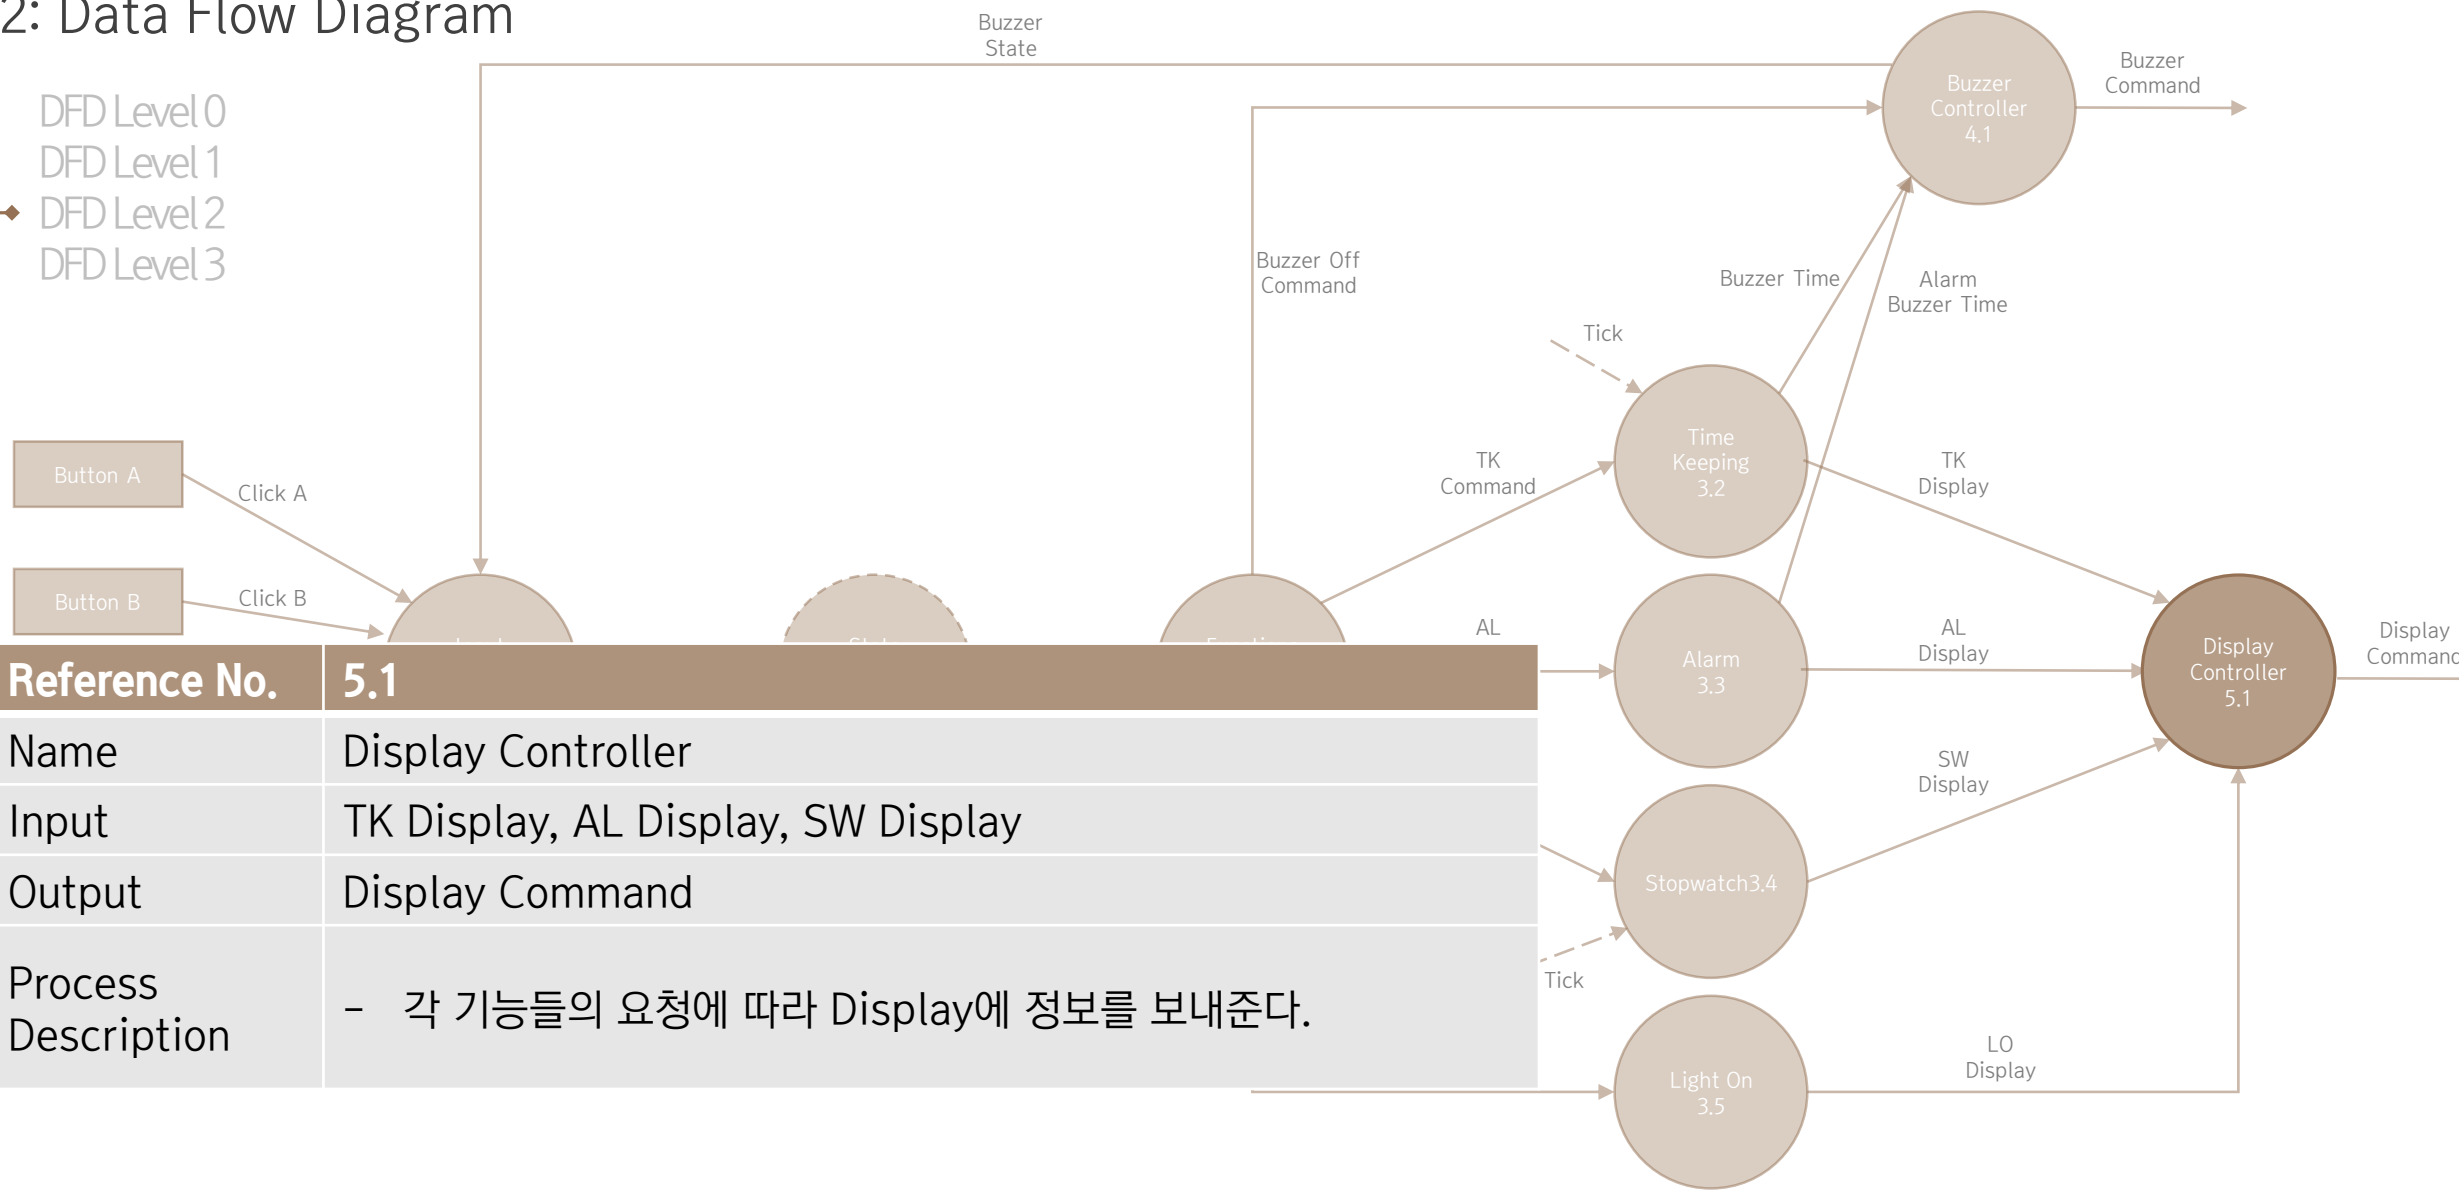 2: Data Flow Diagram
DFD Level 0
DFD Level 1
DFD Level 2
DFD Level 3
Buzzer
State
Buzzer
Controller
4.1
Buzzer
Command
Buzzer Off
Command
Buzzer Time
Alarm
Buzzer Time
Tick
Time
Keeping
3.2
TK
Command
TK
Display
Button A
Click A
Button B
Click B
AL
Alarm
3.3
AL
Display
Display
Controller
5.1
Display
Command
SW
Display
Stopwatch3.4
Tick
Light On
3.5
LO
Display
Reference No.
5.1
Name
Display Controller
Input
TK Display, AL Display, SW Display
Output
Display Command
Process
Description
- 각 기능들의 요청에 따라 Display에 정보를 보내준다.